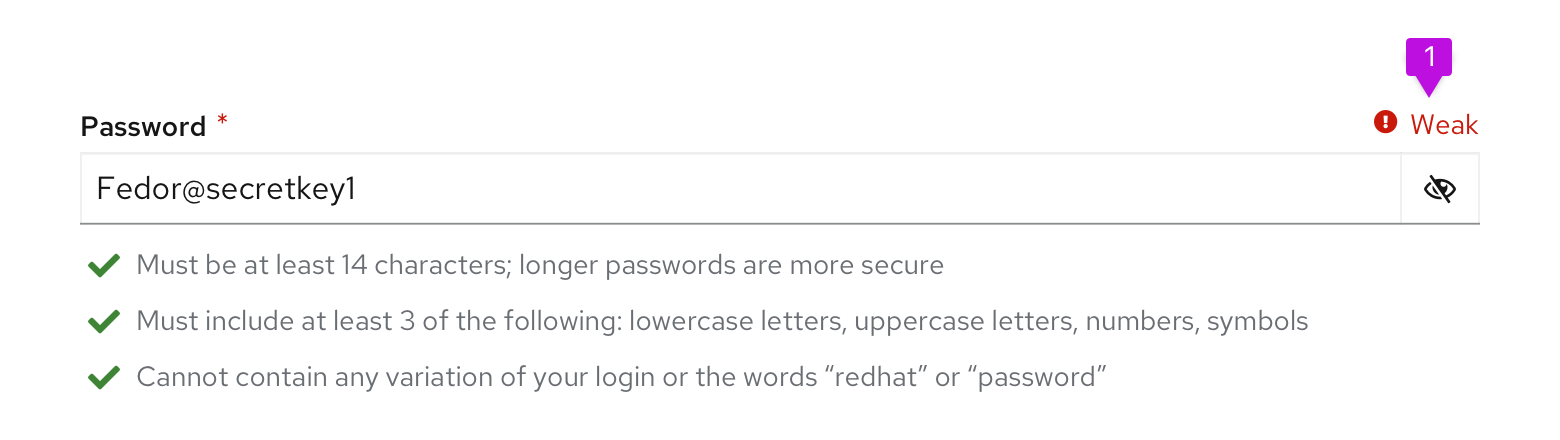 1
Password *
Weak
Fedor@secretkey1
Must be at least 14 characters; longer passwords are more secure
Must include at least 3 of the following: lowercase letters, uppercase letters, numbers, symbols
Cannot contain any variation of your login or the words “redhat” or “password”